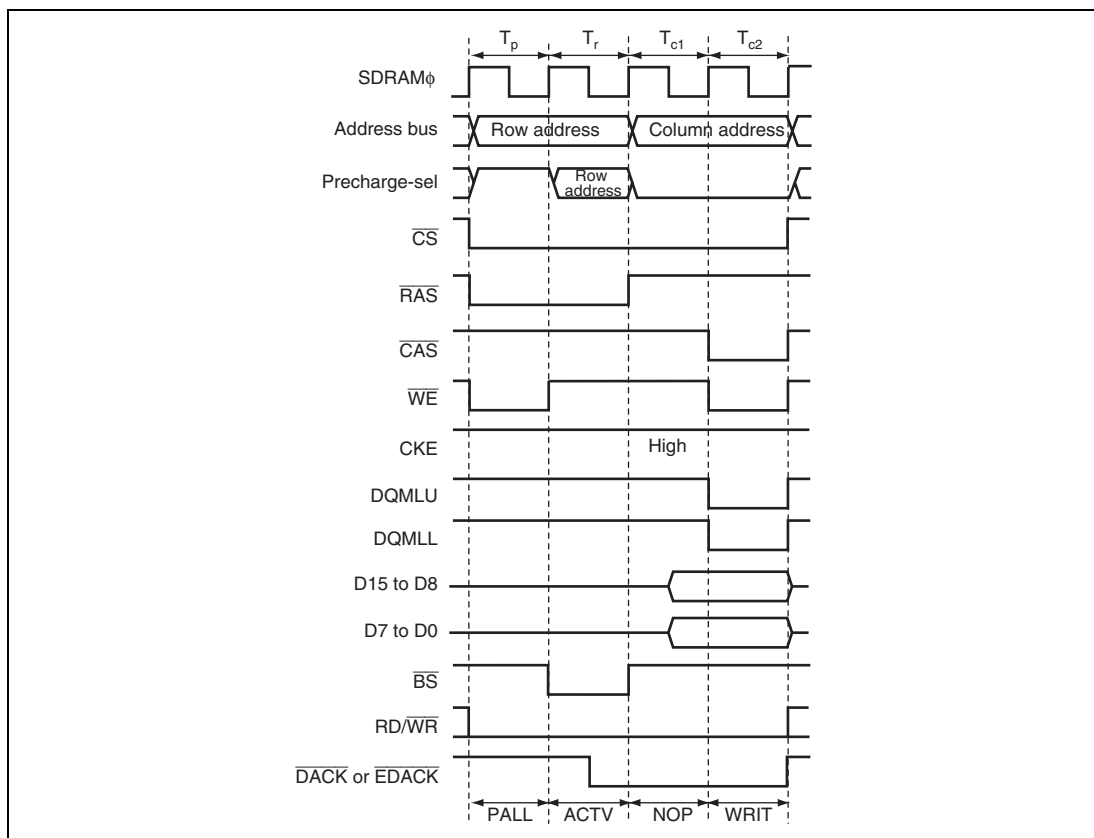 Tp Tr Tc1 Tc2
SDRAMφ
Address bus Row address Column address
Precharge-sel Row address
CS
RAS
CAS
WE
CKE High
DQMLU
DQMLL
D15 to D8
D7 to D0
BS
RD/WR
DACK or EDACK
PALL ACTV NOP WRIT